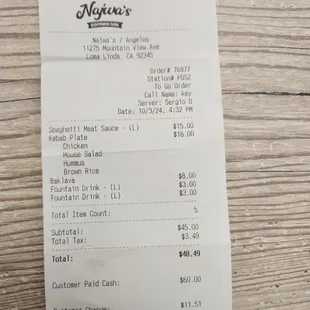 Najwa's
Najwa's / Angelos
11275 Mountain View Ave
Loma Linda, CA 92345
Order# 76877
Station# POS2
To Go Order
Call Name: key
Server: Sergio O
Date: 10/3/24, 4:32 PM
Spaghetti Meat Sauce - (L) $15.00
Kebab Plate $16.00
Chicken
House Salad
Hummus
Brown Rice
Baklava $8.00
Fountain Drink - (L) $3.00
Fountain Drink - (L) $3.00
Total Item Count: 5
Subtotal: $45.00
Total Tax: $3.49
Total: $48.49
Customer Paid Cash: $60.00
Customer Change: $11.51